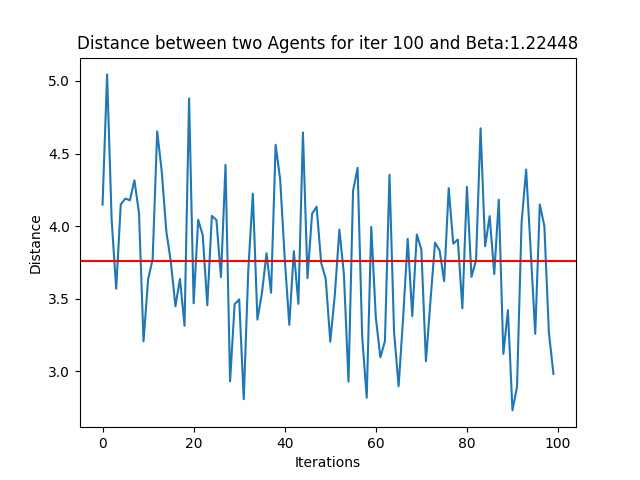 Distance between two Agents for iter 100 and Beta:1.22448
5.0
4.5
4.0
3.5
3.0
Distance
0 20 40 60 80 100
Iterations